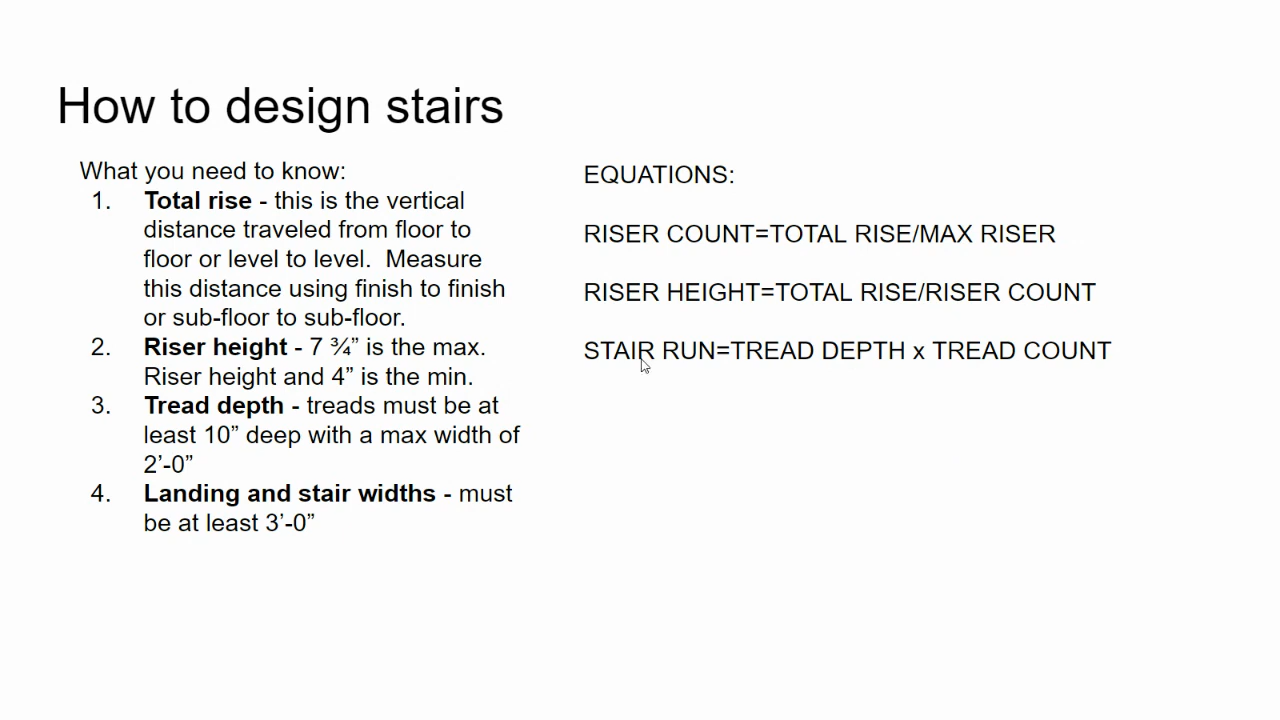 How to design stairs
What you need to know:
1. Total rise - this is the vertical
distance traveled from floor to
floor or level to level.  Measure
this distance using finish to finish
or sub-floor to sub-floor.
2. Riser height - 7 ¾” is the max.
Riser height and 4” is the min.
3. Tread depth - treads must be at
least 10” deep with a max width of
2’-0”
4. Landing and stair widths - must
be at least 3’-0”
EQUATIONS:
RISER COUNT=TOTAL RISE/MAX RISER
RISER HEIGHT=TOTAL RISE/RISER COUNT
STAIR RUN=TREAD DEPTH x TREAD COUNT